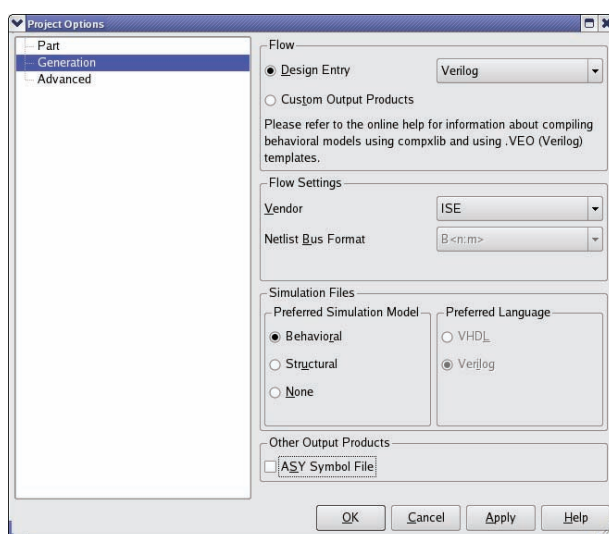 Project Options
Part
Generation
Advanced
Flow
Design Entry
Verilog
Custom Output Products
Please refer to the online help for information about compiling
behavioral models using compxlib and using .VEO (Verilog)
templates.
Flow Settings
Vendor
ISE
Netlist Bus Format
B<n:m>
Simulation Files
Preferred Simulation Model
Behavioral
Structural
None
Preferred Language
VHDL
Verilog
Other Output Products
ASY Symbol File
OK Cancel Apply Help